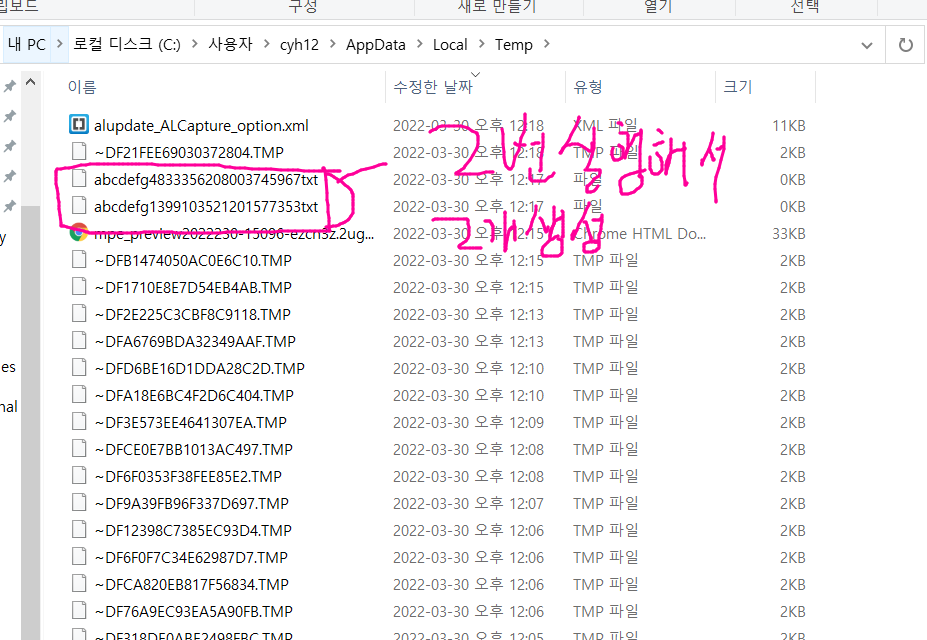 립보드 구성 새로 만들기 열기 선택
내 PC > 로컬 디스크 (C:) > 사용자 > cyh12 > AppData > Local > Temp >
이름 수정한 날짜 유형 크기
alupdate_ALCapture_option.xml 2022-03-30 오후 12:18 XML 파일 11KB
~DF21FEE69030372804.TMP 2022-03-30 오후 12:18 TMP 파일 2KB
abcdefg4833356208003745967txt 2022-03-30 오후 12:17 파일 0KB
abcdefg1399103521201577353txt 2022-03-30 오후 12:17 파일 0KB
2번 실행해서
2개 생성
2022-03-30 오후 12:15 Chrome HTML Do... 33KB
~DFB1474050AC0E6C10.TMP 2022-03-30 오후 12:15 TMP 파일 2KB
~DF1710E8E7D54EB4AB.TMP 2022-03-30 오후 12:15 TMP 파일 2KB
~DF2E225C3CBF8C9118.TMP 2022-03-30 오후 12:13 TMP 파일 2KB
~DFA6769BDA32349AAF.TMP 2022-03-30 오후 12:13 TMP 파일 2KB
~DFD6BE16D1DDA28C2D.TMP 2022-03-30 오후 12:10 TMP 파일 2KB
~DFA18E6BC4F2D6C404.TMP 2022-03-30 오후 12:10 TMP 파일 2KB
~DF3E573EE4641307EA.TMP 2022-03-30 오후 12:09 TMP 파일 2KB
~DFCE0E7BB1013AC497.TMP 2022-03-30 오후 12:08 TMP 파일 2KB
~DF6F0353F38FEE85E2.TMP 2022-03-30 오후 12:08 TMP 파일 2KB
~DF9A39FB96F337D697.TMP 2022-03-30 오후 12:07 TMP 파일 2KB
~DF12398C7385EC93D4.TMP 2022-03-30 오후 12:06 TMP 파일 2KB
~DF6F0F7C34E62987D7.TMP 2022-03-30 오후 12:06 TMP 파일 2KB
~DFCA820EB817F56834.TMP 2022-03-30 오후 12:06 TMP 파일 2KB
~DF76A9EC93EA5A90FB.TMP 2022-03-30 오후 12:06 TMP 파일 2KB
~DF318DE0ABE2498FBC.TMP 2022-03-30 오후 12:05 TMP 파일 2KB